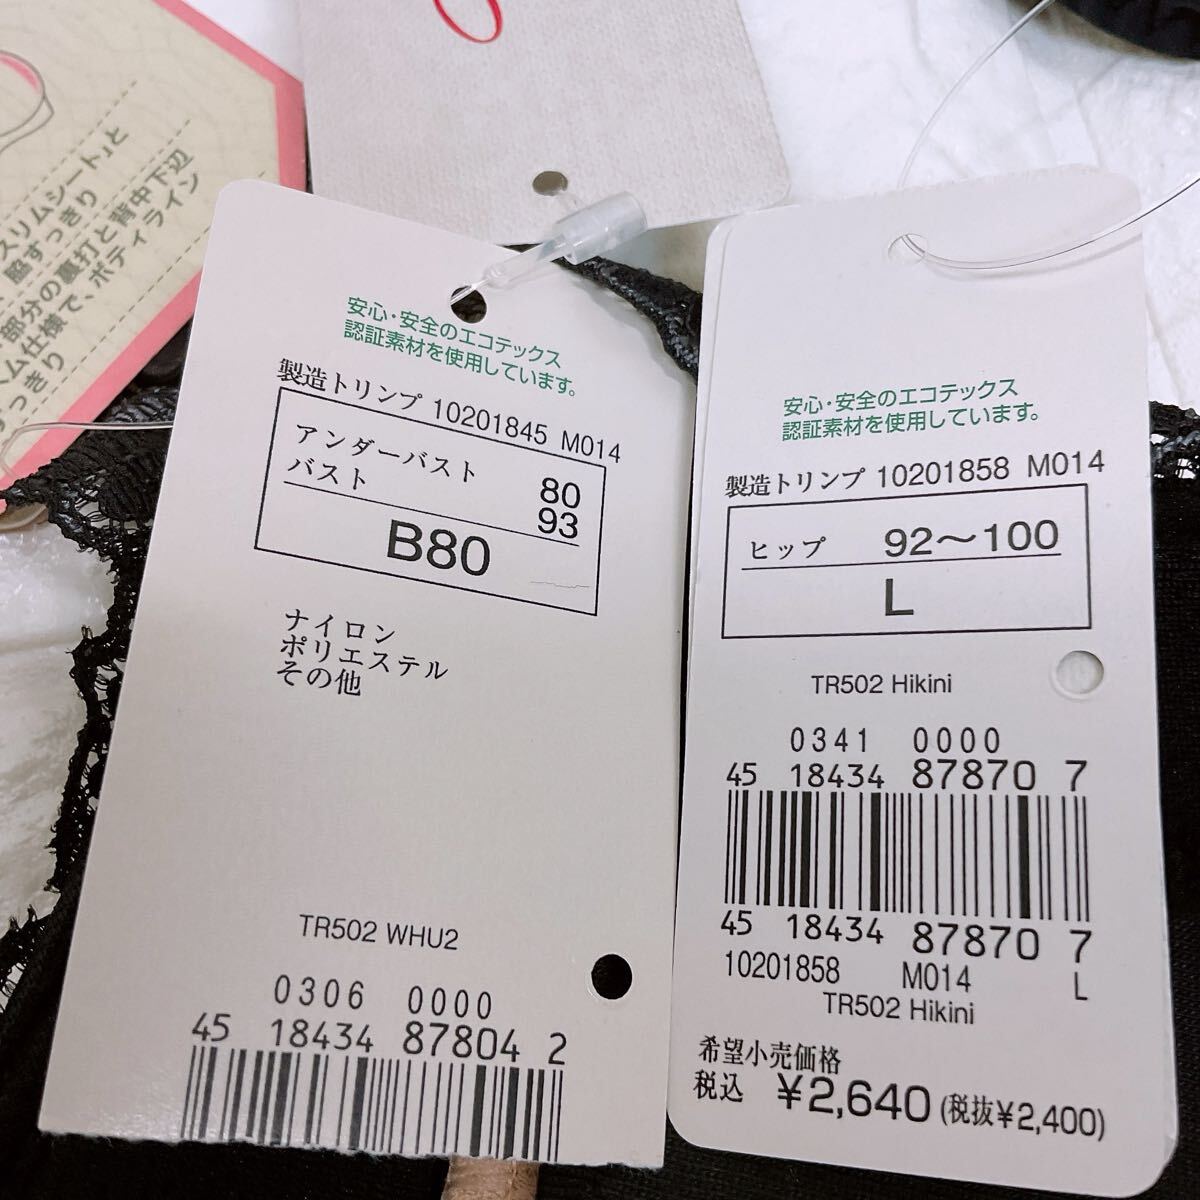 スリムシート」と
脇すっきり
部分の裏打と背中下辺
ヘム仕様で、ボディライン
すっきり
安心・安全のエコテックス
認証素材を使用しています。
製造トリンプ 10201845 M014
アンダーバスト 80
バスト 93
B80
ナイロン
ポリエステル
その他
TR502 WHU2
0306 0000
45 18434 87804 2
安心・安全のエコテックス
認証素材を使用しています。
製造トリンプ 10201858 M014
ヒップ 92～100
L
TR502 Hikini
0341 0000
45 18434 87870 7
45 18434 87870 7
10201858 M014 L
TR502 Hikini
希望小売価格
税込 ¥2,640 (税抜¥2,400)